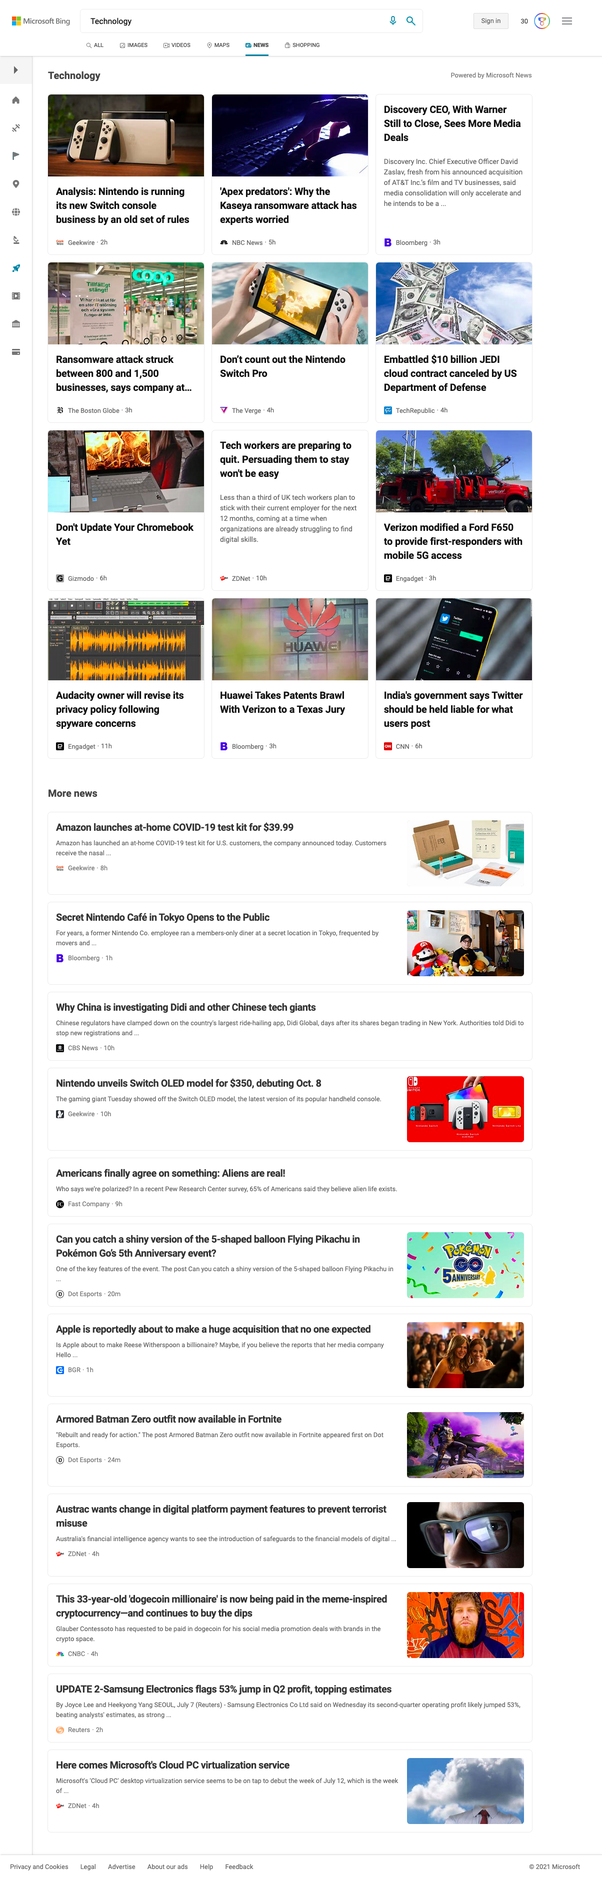 Microsoft Bing
Technology
Sign in
30
ALL
IMAGES
VIDEOS
MAPS
NEWS
SHOPPING
Technology
Powered by Microsoft News
Analysis: Nintendo is running
its new Switch console
business by an old set of rules
Geekwire · 2h
'Apex predators': Why the
Kaseya ransomware attack has
experts worried
NBC News · 5h
Discovery CEO, With Warner
Still to Close, Sees More Media
Deals
Discovery Inc. Chief Executive Officer David
Zaslav, fresh from his announced acquisition
of AT&T Inc.'s film and TV businesses, said
media consolidation will only accelerate and
he intends to be a ...
Bloomberg · 3h
Tillfälligt
stängt!
coop
Ransomware attack struck
between 800 and 1,500
businesses, says company at...
The Boston Globe · 3h
Don't count out the Nintendo
Switch Pro
The Verge · 4h
Embattled $10 billion JEDI
cloud contract canceled by US
Department of Defense
TechRepublic · 4h
Don't Update Your Chromebook
Yet
Gizmodo · 6h
Tech workers are preparing to
quit. Persuading them to stay
won't be easy
Less than a third of UK tech workers plan to
stick with their current employer for the next
12 months, coming at a time when
organizations are already struggling to find
digital skills.
ZDNet · 10h
Verizon modified a Ford F650
to provide first-responders with
mobile 5G access
Engadget · 3h
Audacity owner will revise its
privacy policy following
spyware concerns
Engadget · 11h
HUAWEI
Huawei Takes Patents Brawl
With Verizon to a Texas Jury
Bloomberg · 3h
India's government says Twitter
should be held liable for what
users post
CNN · 6h
More news
Amazon launches at-home COVID-19 test kit for $39.99
Amazon has launched an at-home COVID-19 test kit for U.S. customers, the company announced today. Customers
receive the nasal ...
Geekwire · 8h
Secret Nintendo Café in Tokyo Opens to the Public
For years, a former Nintendo Co. employee ran a members-only diner at a secret location in Tokyo, frequented by
movers and ...
Bloomberg · 1h
Why China is investigating Didi and other Chinese tech giants
Chinese regulators have clamped down on the country's largest ride-hailing app, Didi Global, days after its shares began trading in New York. Authorities told Didi to
stop new registrations and ...
CBS News · 10h
Nintendo unveils Switch OLED model for $350, debuting Oct. 8
The gaming giant Tuesday showed off the Switch OLED model, the latest version of its popular handheld console.
Geekwire · 10h
Americans finally agree on something: Aliens are real!
Who says we're polarized? In a recent Pew Research Center survey, 65% of Americans said they believe alien life exists.
Fast Company · 9h
Can you catch a shiny version of the 5-shaped balloon Flying Pikachu in
Pokémon Go's 5th Anniversary event?
One of the key features of the event. The post Can you catch a shiny version of the 5-shaped balloon Flying Pikachu in
...
Dot Esports · 20m
POKÉMON
GO
5TH ANNIVERSARY
Apple is reportedly about to make a huge acquisition that no one expected
Is Apple about to make Reese Witherspoon a billionaire? Maybe, if you believe the reports that her media company
Hello ...
BGR · 1h
Armored Batman Zero outfit now available in Fortnite
"Rebuilt and ready for action." The post Armored Batman Zero outfit now available in Fortnite appeared first on Dot
Esports.
Dot Esports · 24m
Austrac wants change in digital platform payment features to prevent terrorist
misuse
Australia's financial intelligence agency wants to see the introduction of safeguards to the financial models of digital ...
ZDNet · 4h
This 33-year-old 'dogecoin millionaire' is now being paid in the meme-inspired
cryptocurrency—and continues to buy the dips
Glauber Contessoto has requested to be paid in dogecoin for his social media promotion deals with brands in the
crypto space.
CNBC · 4h
UPDATE 2-Samsung Electronics flags 53% jump in Q2 profit, topping estimates
By Joyce Lee and Heekyong Yang SEOUL, July 7 (Reuters) - Samsung Electronics Co Ltd said on Wednesday its second-quarter operating profit likely jumped 53%,
beating analysts' estimates, as strong ...
Reuters · 2h
Here comes Microsoft's Cloud PC virtualization service
Microsoft's 'Cloud PC' desktop virtualization service seems to be on tap to debut the week of July 12, which is the week
of ...
ZDNet · 4h
Privacy and Cookies
Legal
Advertise
About our ads
Help
Feedback
© 2021 Microsoft